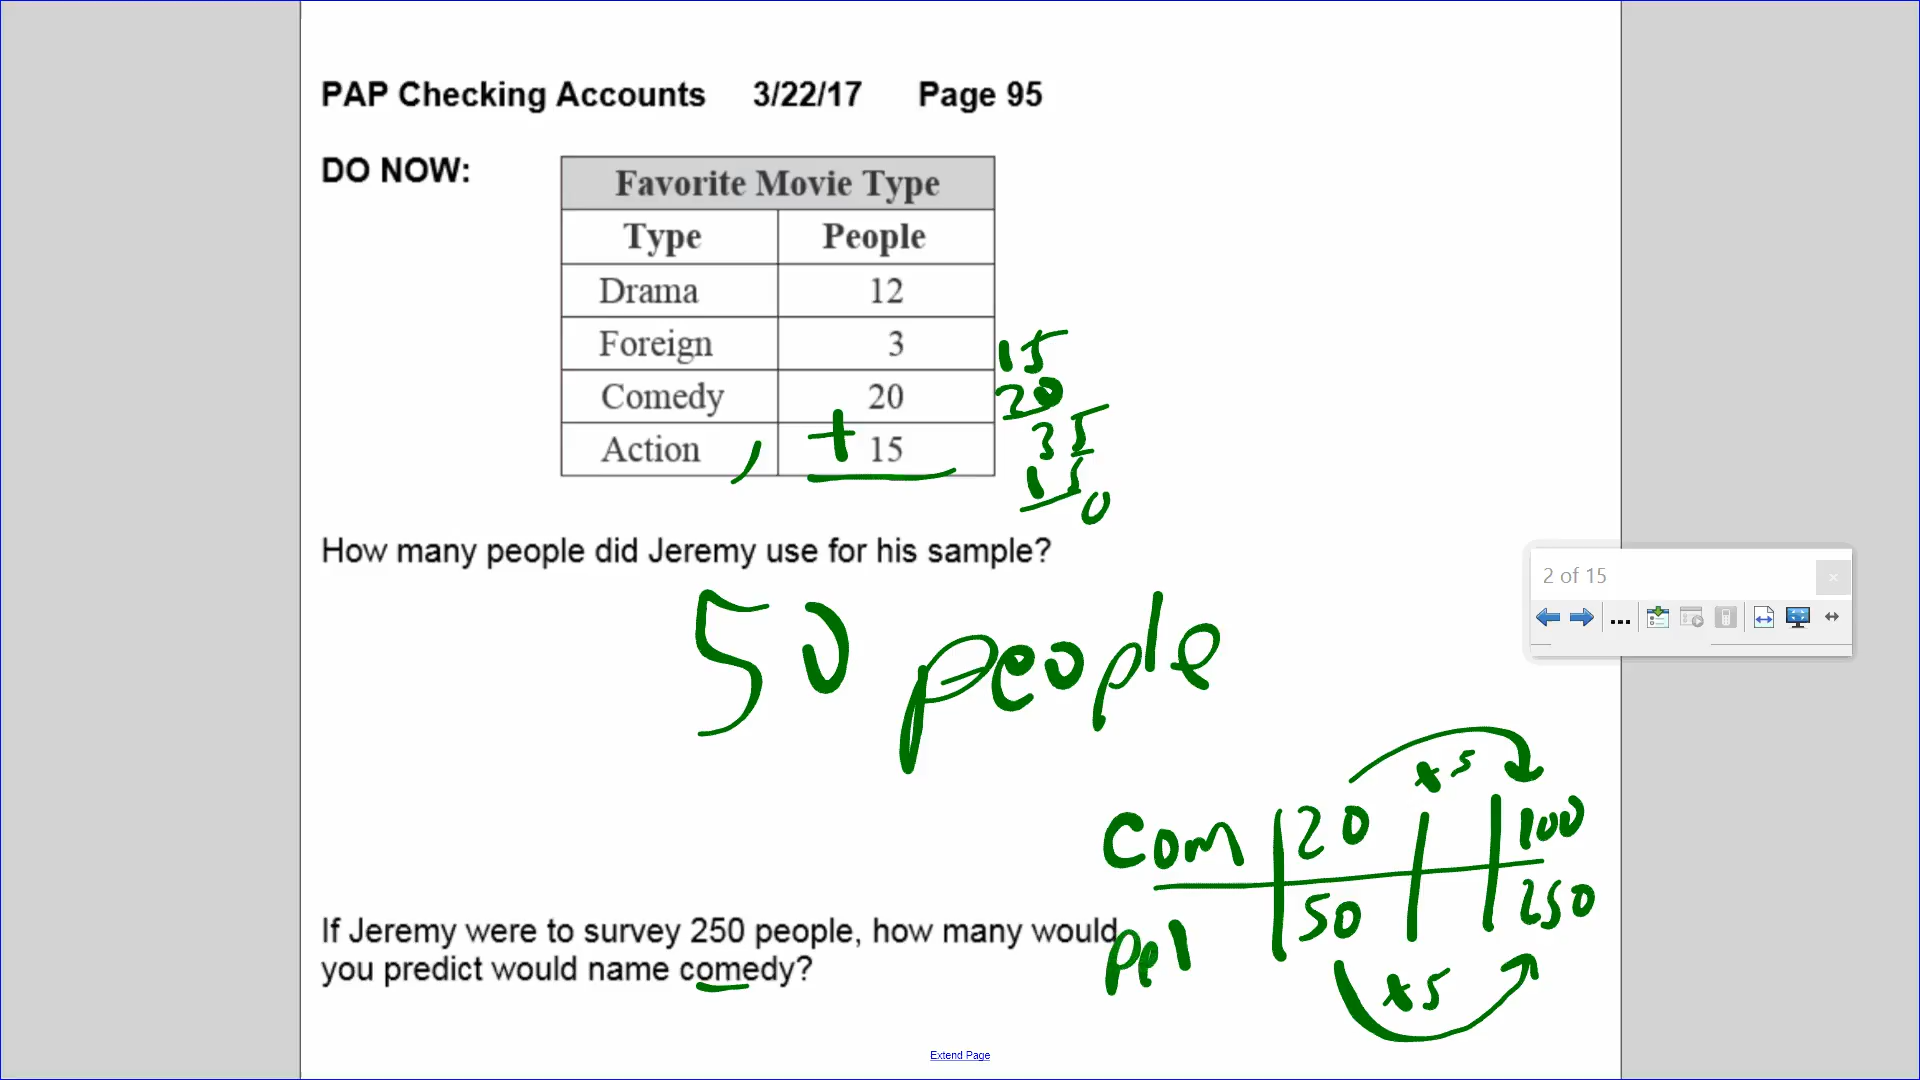 PAP Checking Accounts 3/22/17 Page 95
DO NOW:
Favorite Movie Type
Type People
Drama 12
Foreign 3
Comedy 20
Action + 15
15
20
35
15
0
How many people did Jeremy use for his sample?
50 people
2 of 15
x 5
Com 20 100
Pel 50 250
x 5
If Jeremy were to survey 250 people, how many would
you predict would name comedy?
Extend Page